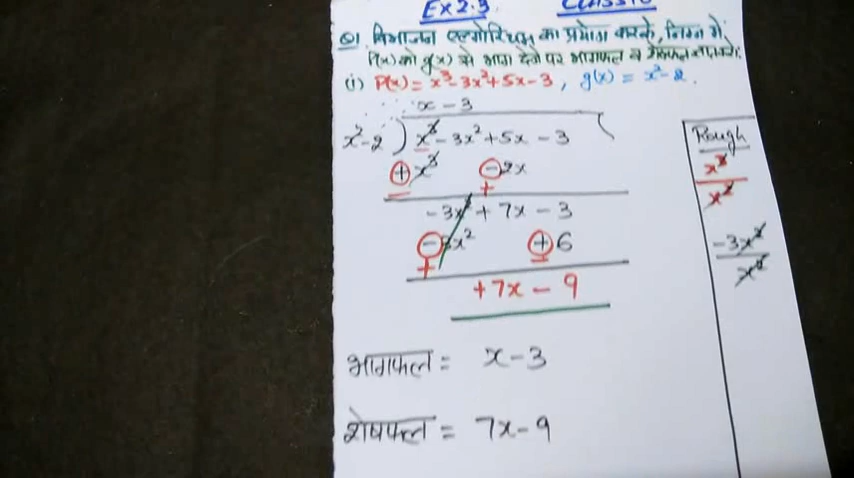 Ex 2.3 CLASS 10
Q1 विभाजन एल्गोरिथ्म का प्रयोग करके, निम्न में
P(x) को g(x) से भाग देने पर भागफल व शेषफल
(i) P(x) = x³-3x²+5x-3, g(x) = x²-2.
x - 3
x²-2 ) x³ - 3x² + 5x - 3 (
+ x³ - 2x
- +
-3x² + 7x - 3
- 3x² + 6
+ -
+7x - 9
भागफल = x-3
शेषफल = 7x-9
Rough
x³
x²
-3x²
x²